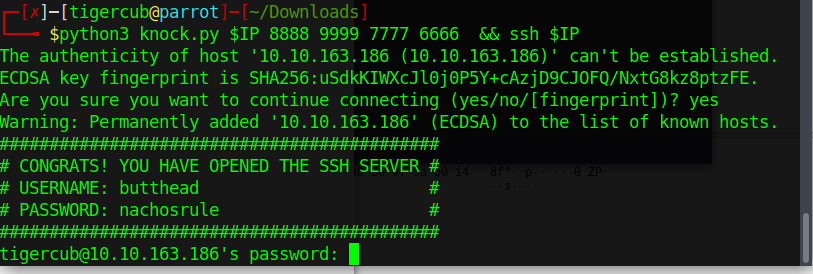 [✗]─[tigercub@parrot]─[~/Downloads]
$python3 knock.py $IP 8888 9999 7777 6666  && ssh $IP
The authenticity of host '10.10.163.186 (10.10.163.186)' can't be established.
ECDSA key fingerprint is SHA256:uSdkKIWXcJl0j0P5Y+cAzjD9CJOFQ/NxtG8kz8ptzFE.
Are you sure you want to continue connecting (yes/no/[fingerprint])? yes
Warning: Permanently added '10.10.163.186' (ECDSA) to the list of known hosts.
############################################
# CONGRATS! YOU HAVE OPENED THE SSH SERVER #
# USERNAME: butthead                       #
# PASSWORD: nachosrule                     #
############################################
tigercub@10.10.163.186's password: